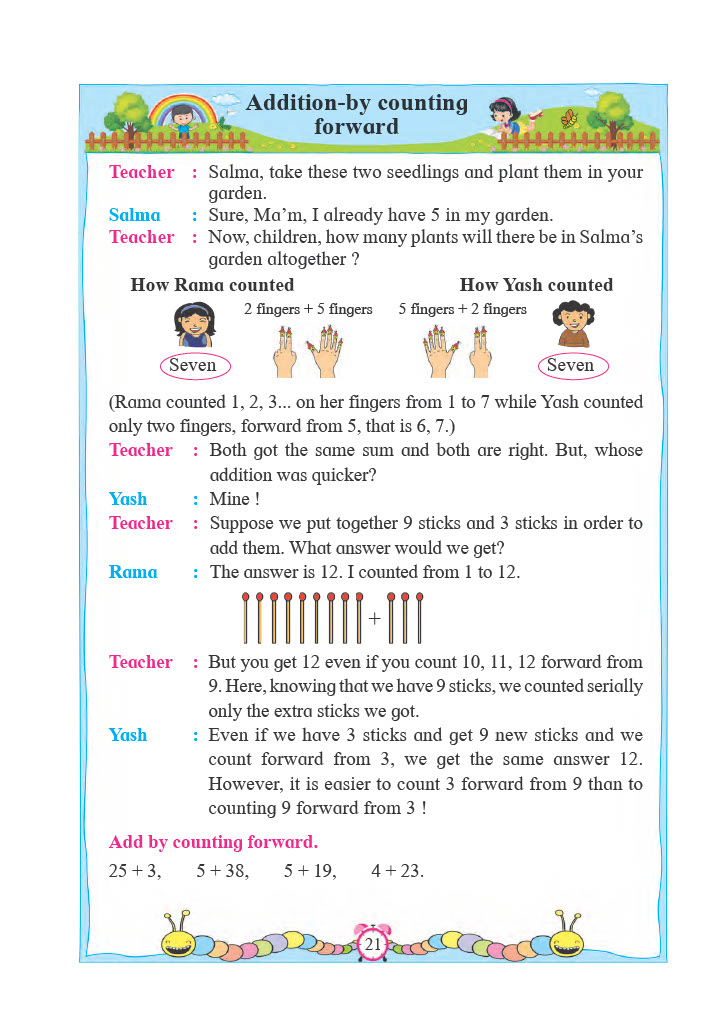 Addition-by counting
forward
Teacher : Salma, take these two seedlings and plant them in your
garden.
Salma : Sure, Ma’m, I already have 5 in my garden.
Teacher : Now, children, how many plants will there be in Salma’s
garden altogether ?
How Rama counted How Yash counted
2 fingers + 5 fingers 5 fingers + 2 fingers
Seven Seven
(Rama counted 1, 2, 3... on her fingers from 1 to 7 while Yash counted
only two fingers, forward from 5, that is 6, 7.)
Teacher : Both got the same sum and both are right. But, whose
addition was quicker?
Yash : Mine !
Teacher : Suppose we put together 9 sticks and 3 sticks in order to
add them. What answer would we get?
Rama : The answer is 12. I counted from 1 to 12.
+
Teacher : But you get 12 even if you count 10, 11, 12 forward from
9. Here, knowing that we have 9 sticks, we counted serially
only the extra sticks we got.
Yash : Even if we have 3 sticks and get 9 new sticks and we
count forward from 3, we get the same answer 12.
However, it is easier to count 3 forward from 9 than to
counting 9 forward from 3 !
Add by counting forward.
25 + 3, 5 + 38, 5 + 19, 4 + 23.
21